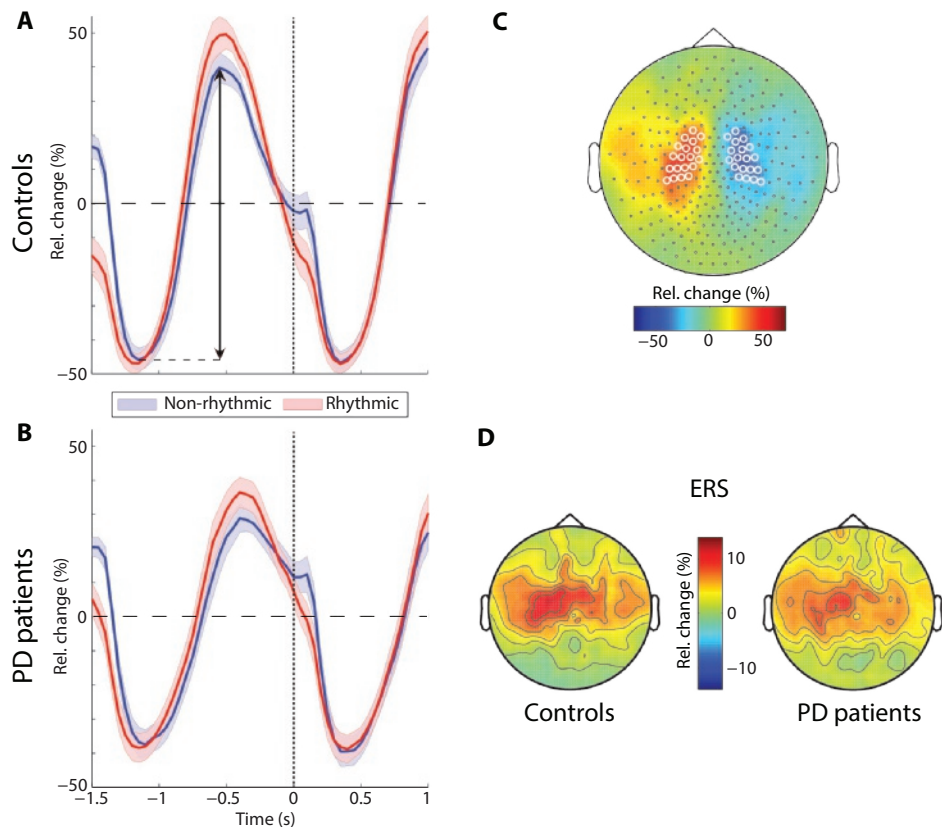 A
Controls
Rel. change (%)
50
0
−50
Non-rhythmic
Rhythmic
B
PD patients
Rel. change (%)
50
0
−50
−1.5
−1
−0.5
0
0.5
1
Time (s)
C
Rel. change (%)
−50
0
50
D
ERS
Rel. change (%)
10
0
−10
Controls
PD patients